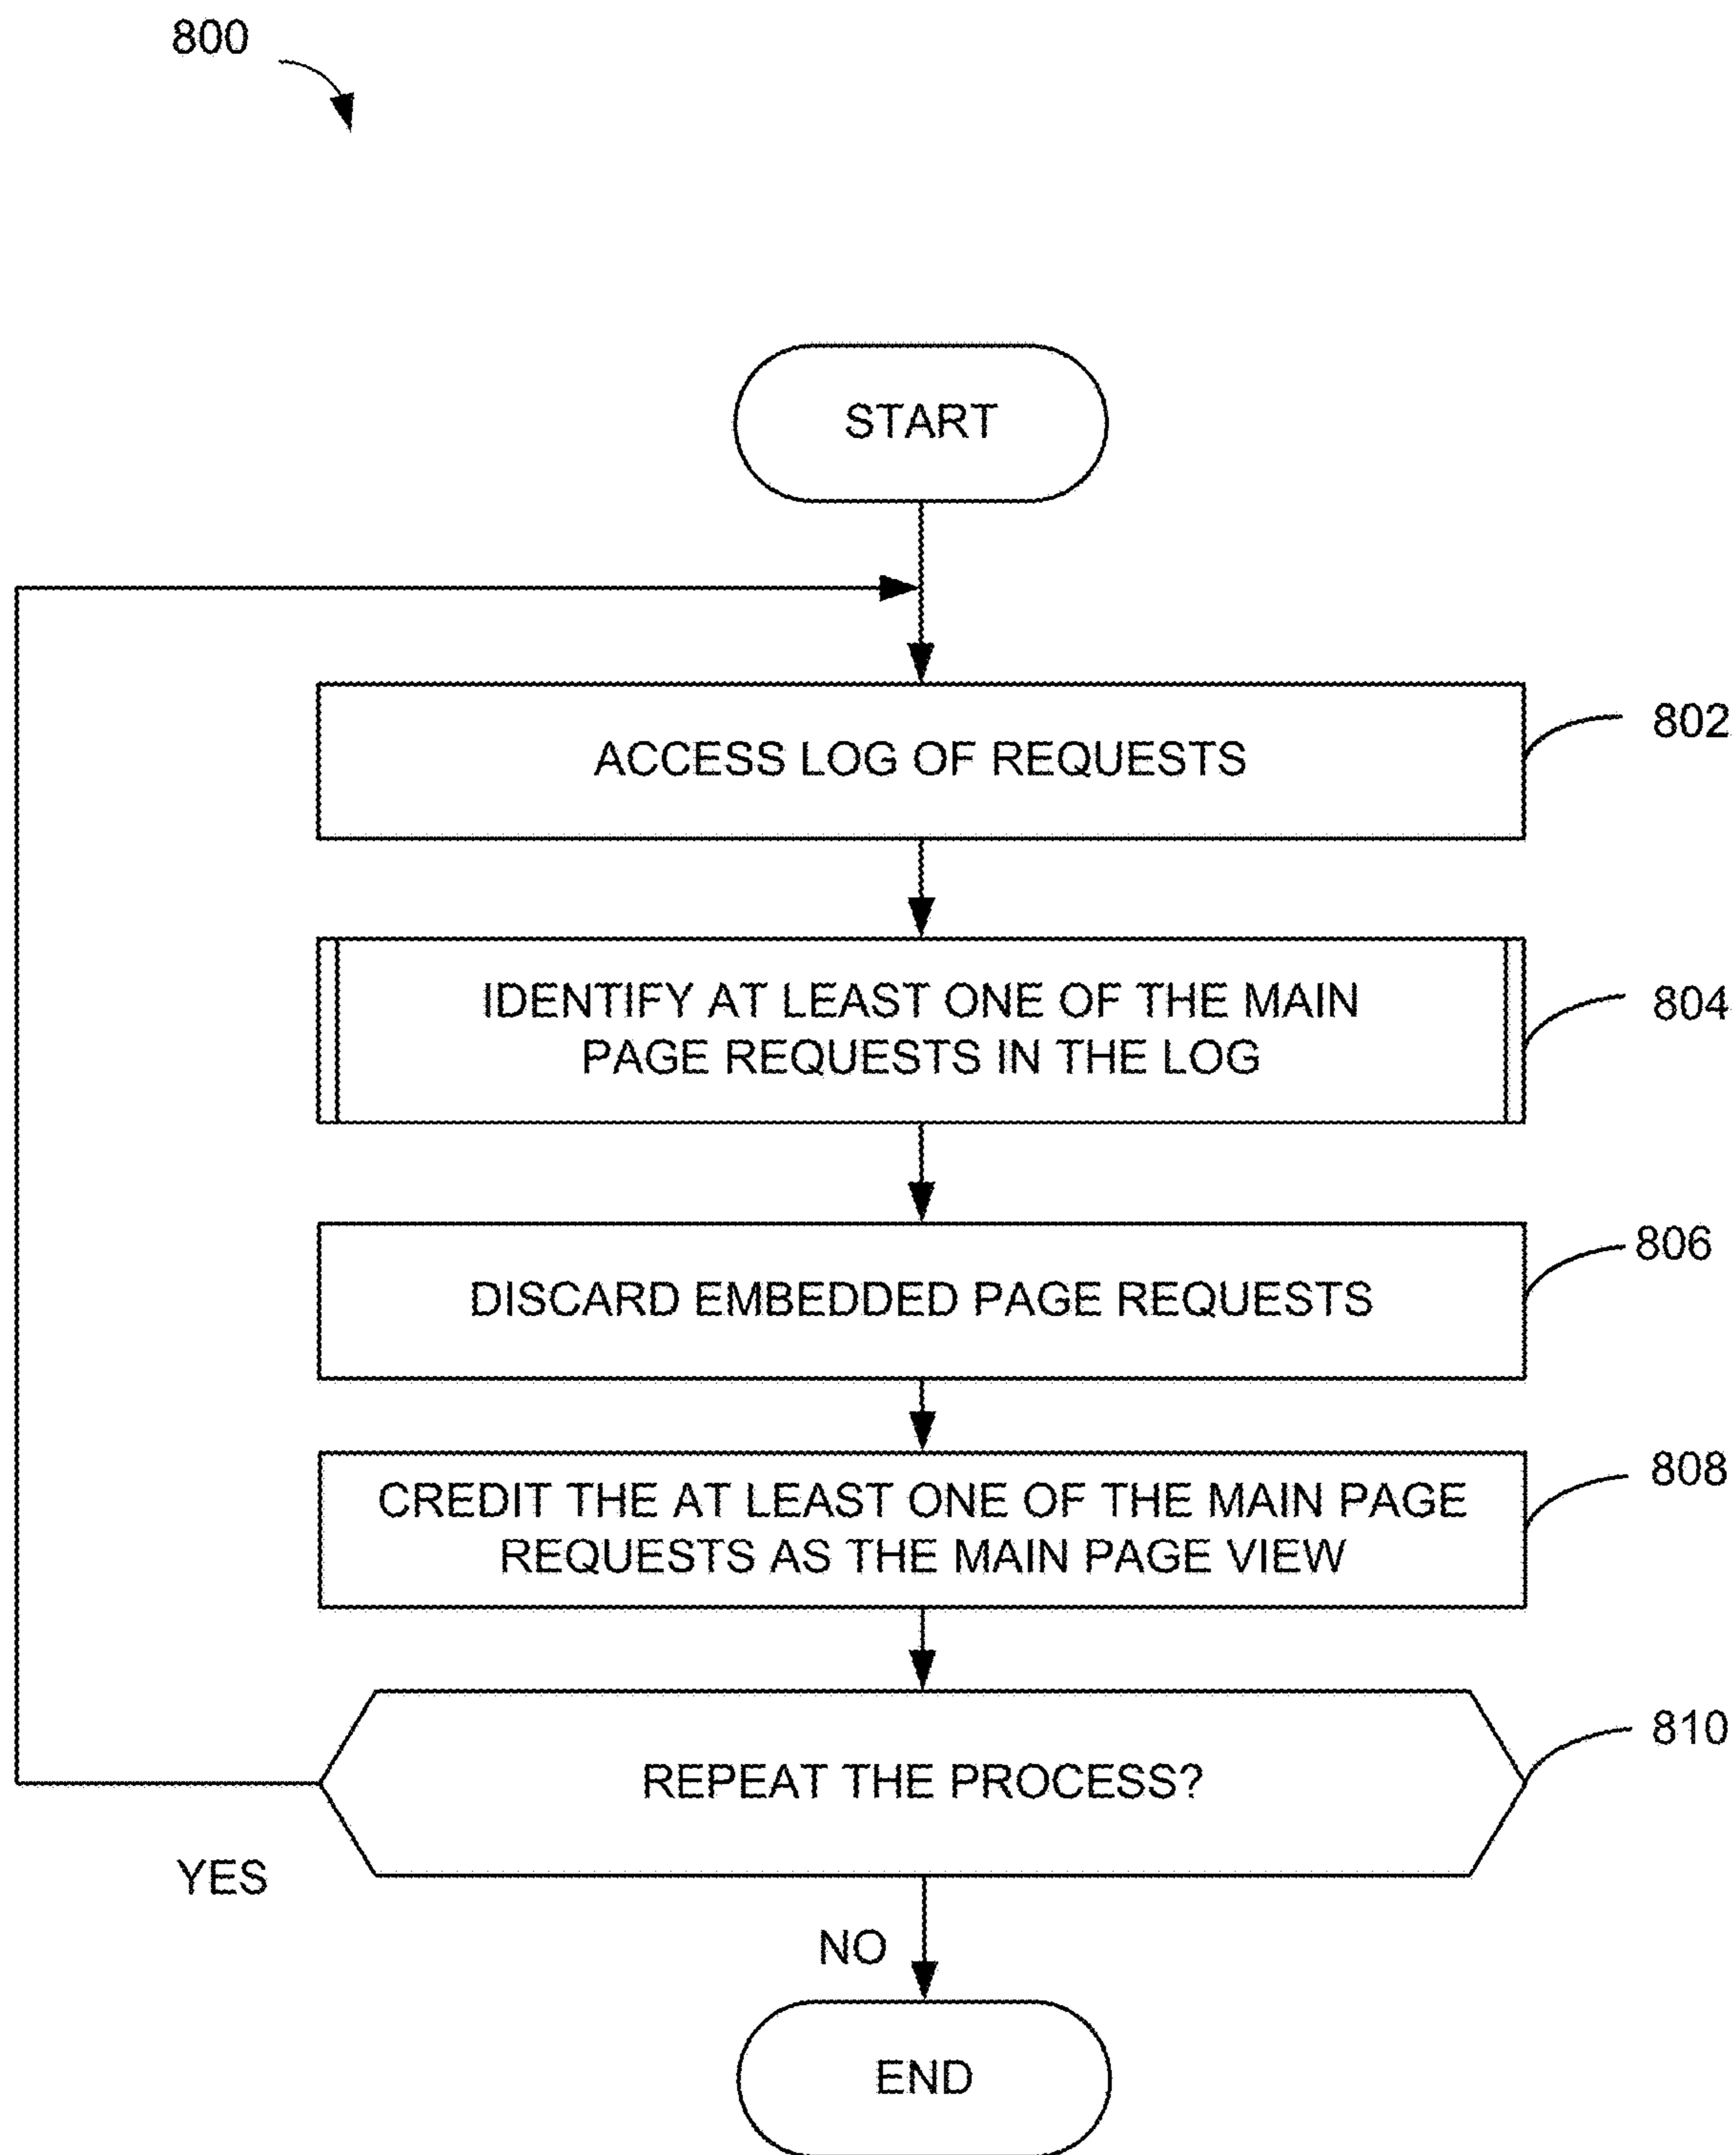 800
START
ACCESS LOG OF REQUESTS
802
IDENTIFY AT LEAST ONE OF THE MAIN
PAGE REQUESTS IN THE LOG
804
DISCARD EMBEDDED PAGE REQUESTS
806
CREDIT THE AT LEAST ONE OF THE MAIN PAGE
REQUESTS AS THE MAIN PAGE VIEW
808
REPEAT THE PROCESS?
810
YES
NO
END